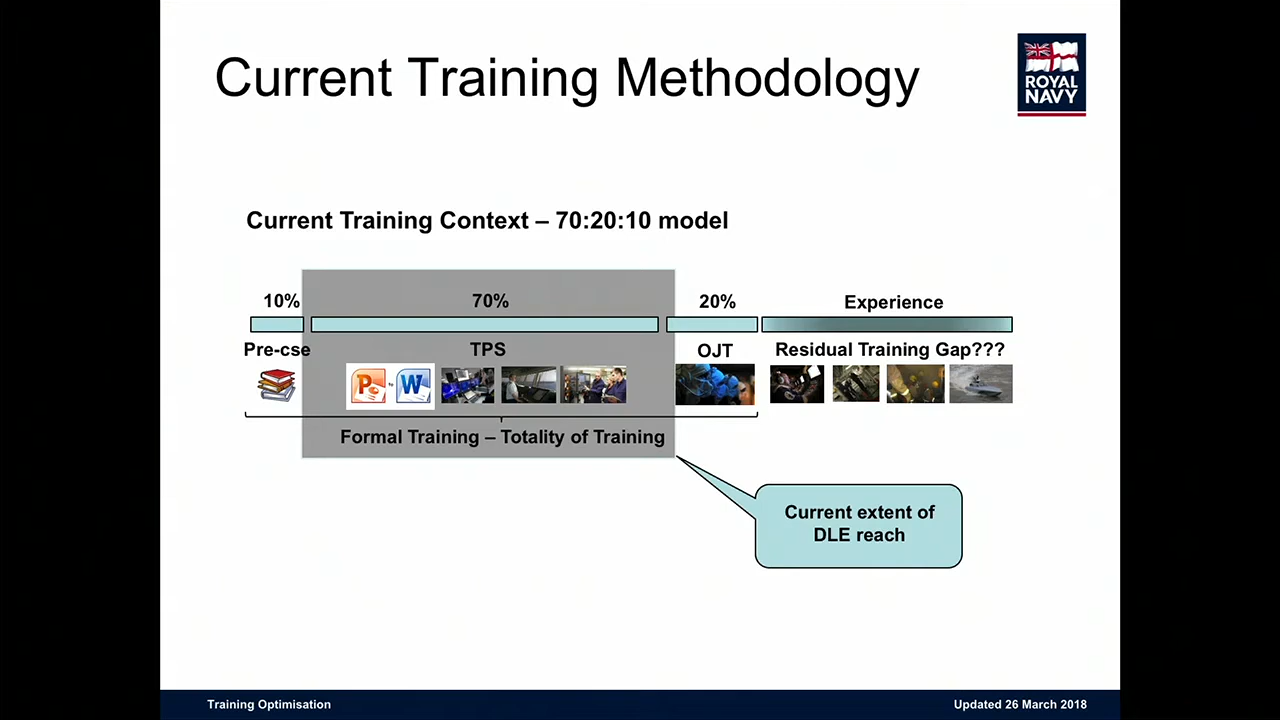 Current Training Methodology
ROYAL
NAVY
Current Training Context – 70:20:10 model
10%
70%
20%
Experience
Pre-cse
TPS
OJT
Residual Training Gap???
P
W
Formal Training – Totality of Training
Current extent of
DLE reach
Training Optimisation
Updated 26 March 2018